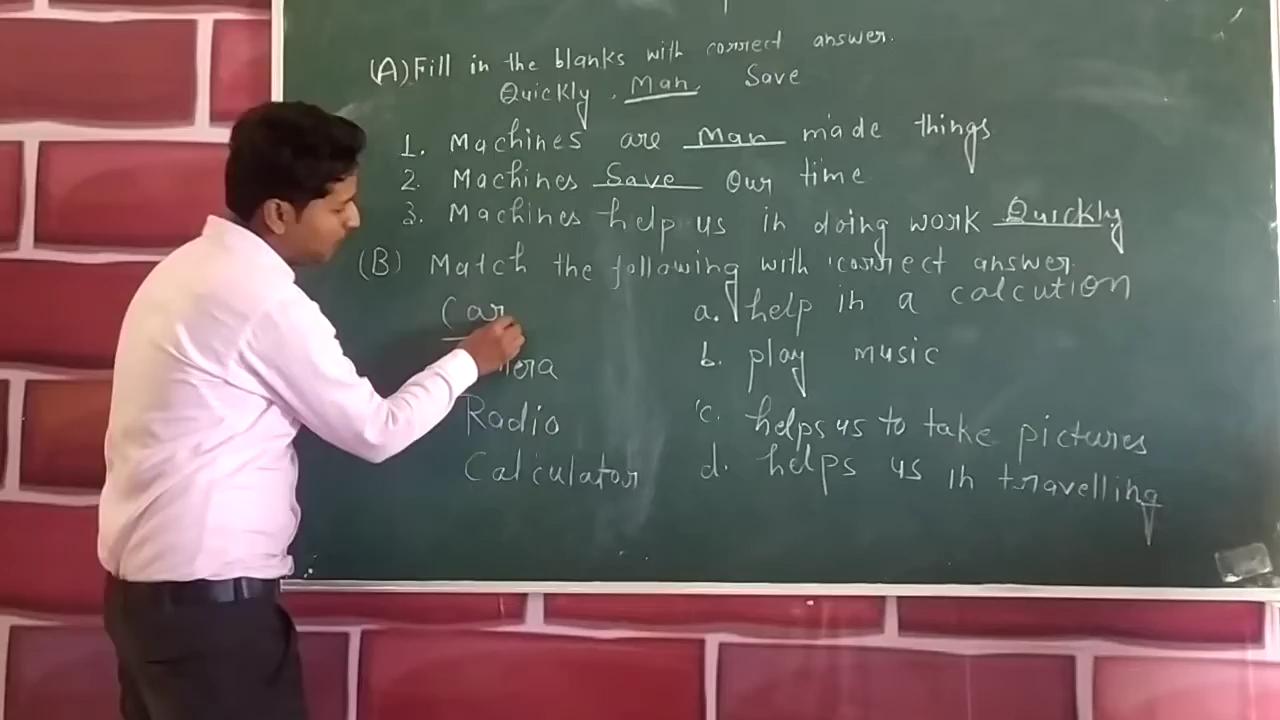 (A) Fill in the blanks with correct answer.
Quickly, Man, Save
1. Machines are Man made things
2. Machines Save Our time
3. Machines help us in doing work Quickly
(B) Match the following with correct answer.
Car a. help in a calcution
b. play music
Radio c. helps us to take pictures
Calculator d. helps us in travelling